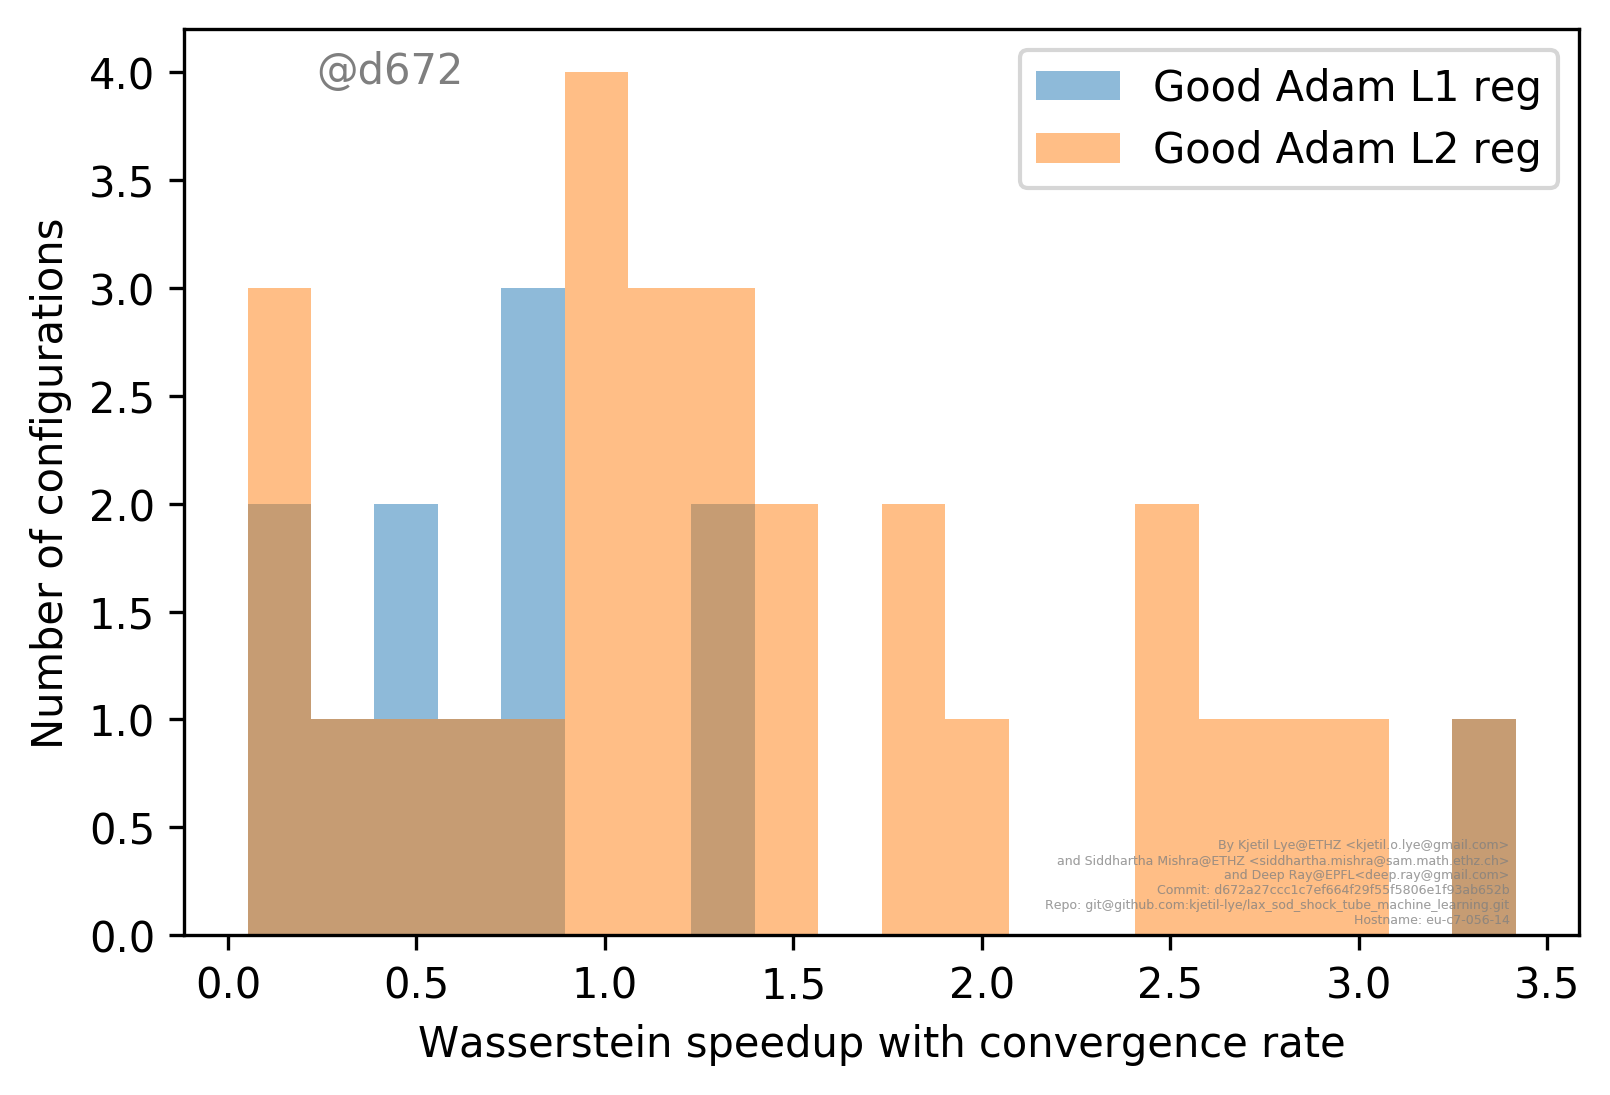 @d672
Good Adam L1 reg
Good Adam L2 reg
4.0
3.5
3.0
2.5
2.0
1.5
1.0
0.5
0.0
Number of configurations
0.0 0.5 1.0 1.5 2.0 2.5 3.0 3.5
Wasserstein speedup with convergence rate
By Kjetil Lye@ETHZ <kjetil.o.lye@gmail.com>
and Siddhartha Mishra@ETHZ <siddhartha.mishra@sam.math.ethz.ch>
and Deep Ray@EPFL<deep.ray@gmail.com>
Commit: d672a27ccc1c7ef664f29f55f5806e1f93ab652b
Repo: git@github.com:kjetil-lye/lax_sod_shock_tube_machine_learning.git
Hostname: eu-c7-056-14